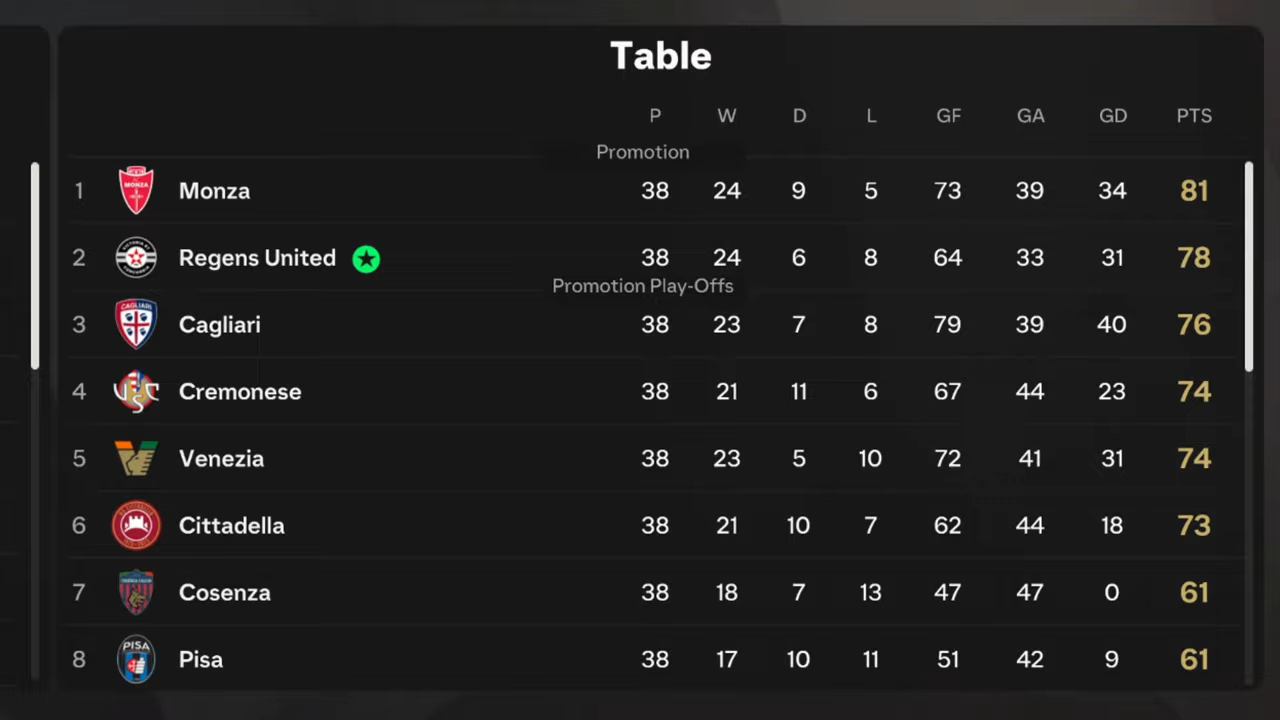 Table
P W D L GF GA GD PTS
Promotion
1 MONZA Monza 38 24 9 5 73 39 34 81
2 Regens United 38 24 6 8 64 33 31 78
Promotion Play-Offs
3 CAGLIARI Cagliari 38 23 7 8 79 39 40 76
4 Cremonese 38 21 11 6 67 44 23 74
5 Venezia 38 23 5 10 72 41 31 74
6 Cittadella 38 21 10 7 62 44 18 73
7 Cosenza 38 18 7 13 47 47 0 61
8 PISA Pisa 38 17 10 11 51 42 9 61